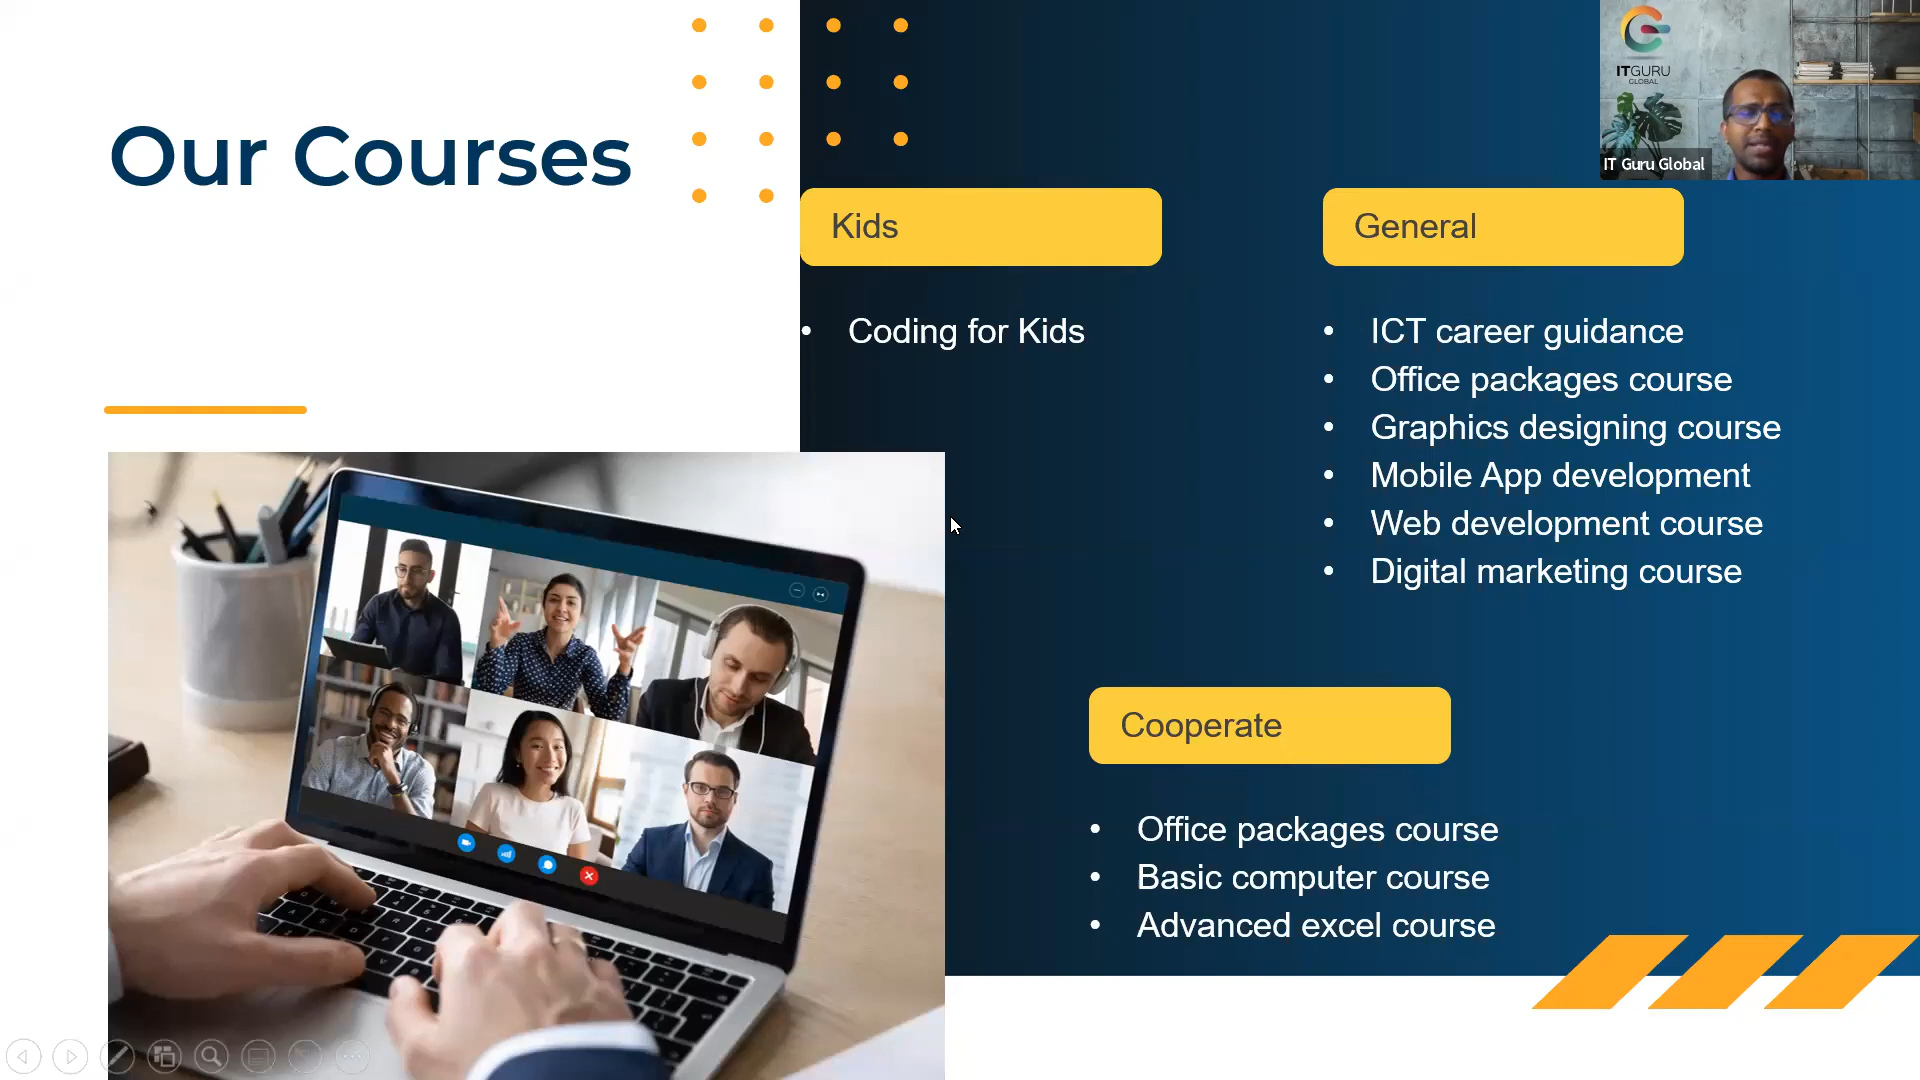 Our Courses
ITGURU
GLOBAL
IT Guru Global
Kids
• Coding for Kids
General
• ICT career guidance
• Office packages course
• Graphics designing course
• Mobile App development
• Web development course
• Digital marketing course
Cooperate
• Office packages course
• Basic computer course
• Advanced excel course